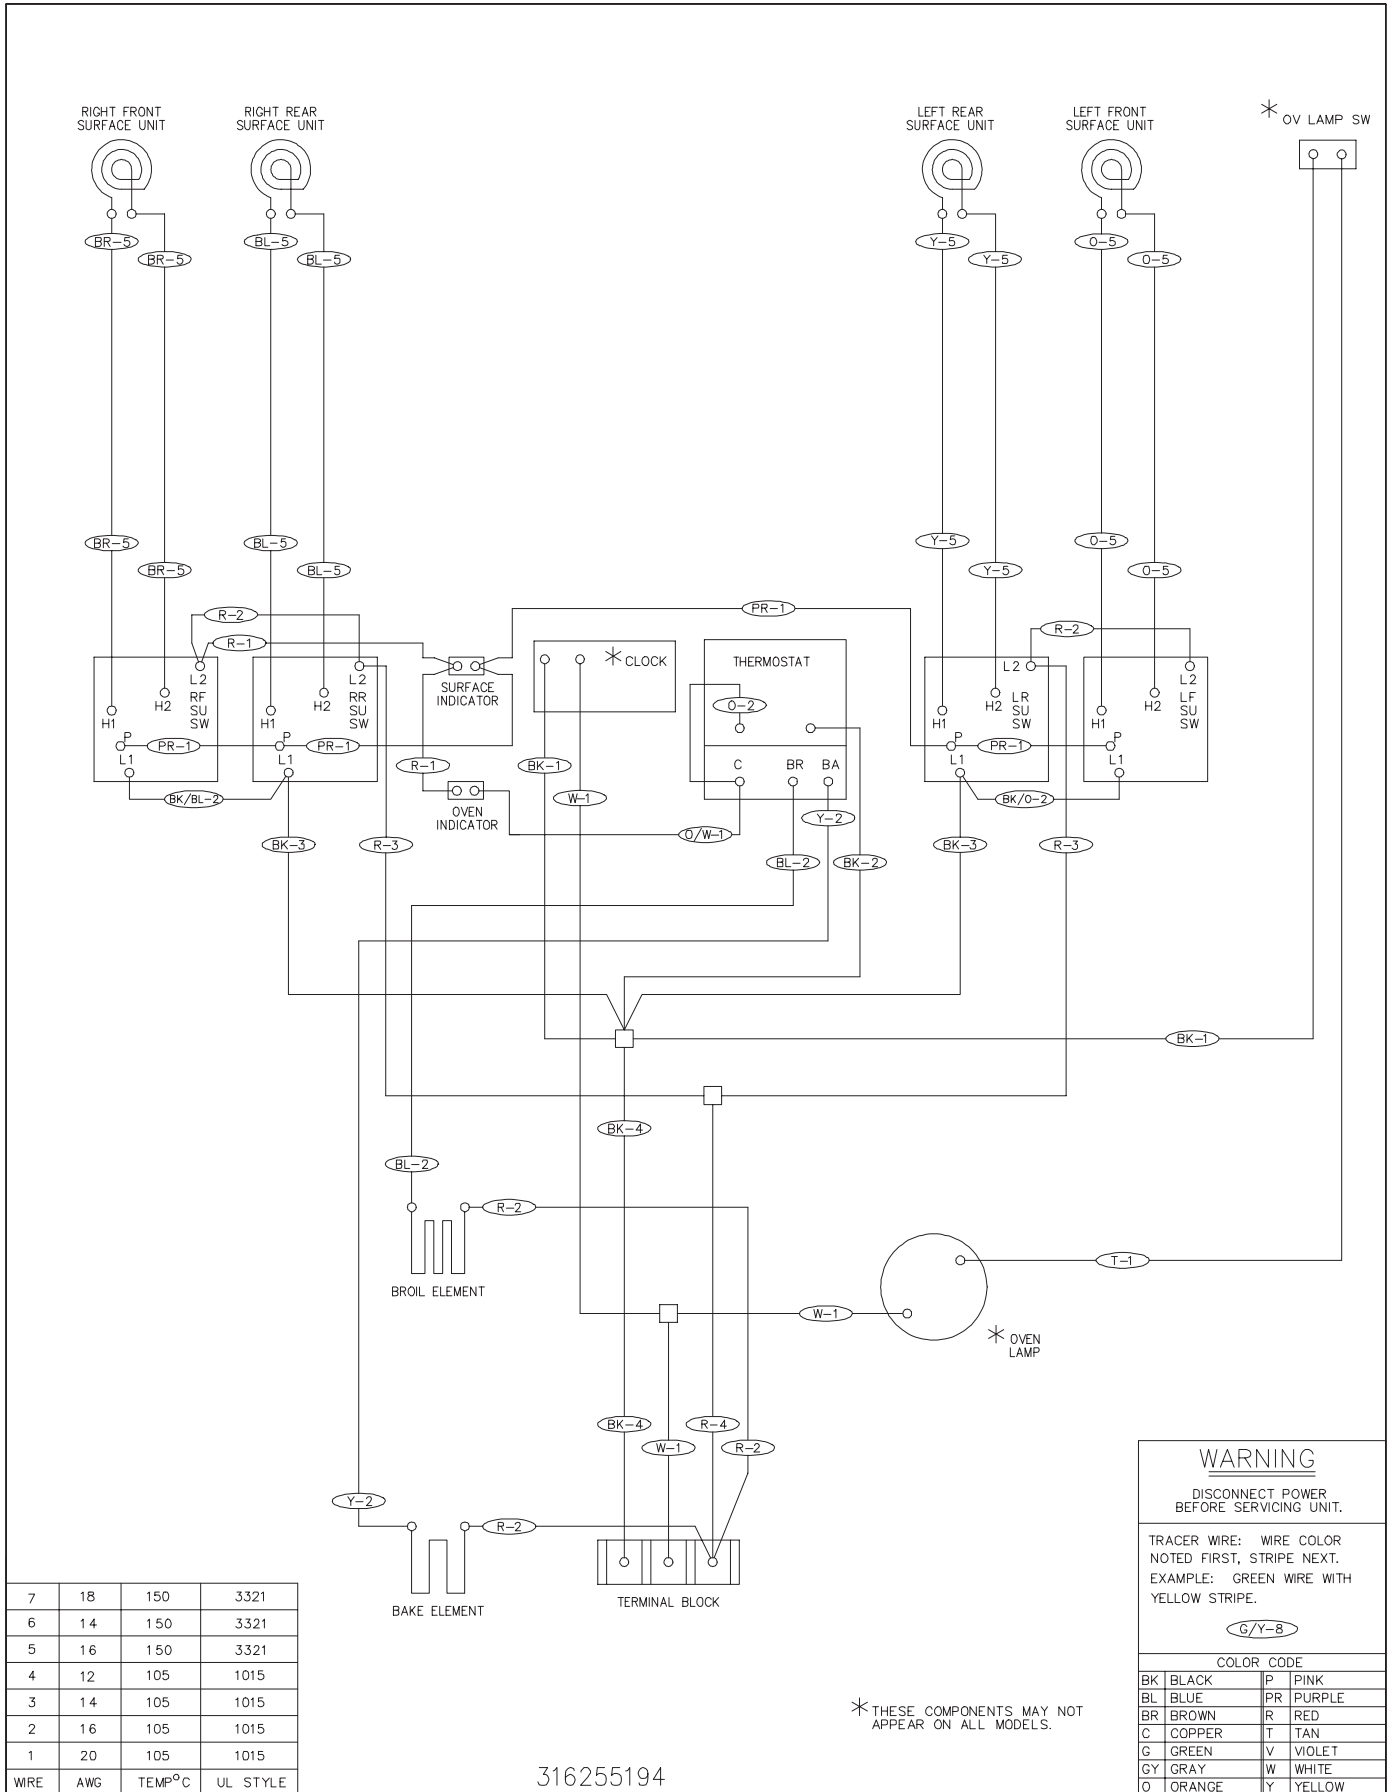 RIGHT FRONT
SURFACE UNIT
RIGHT REAR
SURFACE UNIT
LEFT REAR
SURFACE UNIT
LEFT FRONT
SURFACE UNIT
* OV LAMP SW
BR-5
BR-5
BL-5
BL-5
Y-5
Y-5
O-5
O-5
BR-5
BR-5
BL-5
BL-5
Y-5
Y-5
O-5
O-5
R-2
R-1
PR-1
R-2
L2
RF
SU
SW
H2
H1
P
L1
PR-1
L2
RR
SU
SW
H2
H1
P
L1
PR-1
SURFACE
INDICATOR
* CLOCK
THERMOSTAT
O-2
C
BR
BA
L2
LR
SU
SW
H2
H1
P
L1
PR-1
L2
LF
SU
SW
H2
H1
P
L1
R-1
BK-1
W-1
BK/BL-2
OVEN
INDICATOR
O/W-1
Y-2
BK/O-2
BK-3
R-3
BL-2
BK-2
BK-3
R-3
BK-1
BK-4
BL-2
R-2
BROIL ELEMENT
T-1
W-1
* OVEN
LAMP
BK-4
W-1
R-4
R-2
Y-2
R-2
BAKE ELEMENT
TERMINAL BLOCK
WARNING
DISCONNECT POWER
BEFORE SERVICING UNIT.
TRACER WIRE: WIRE COLOR
NOTED FIRST, STRIPE NEXT.
EXAMPLE: GREEN WIRE WITH
YELLOW STRIPE.
G/Y-8
COLOR CODE
BK BLACK P PINK
BL BLUE PR PURPLE
BR BROWN R RED
C COPPER T TAN
G GREEN V VIOLET
GY GRAY W WHITE
O ORANGE Y YELLOW
7 18 150 3321
6 14 150 3321
5 16 150 3321
4 12 105 1015
3 14 105 1015
2 16 105 1015
1 20 105 1015
WIRE AWG TEMP°C UL STYLE
* THESE COMPONENTS MAY NOT
APPEAR ON ALL MODELS.
316255194